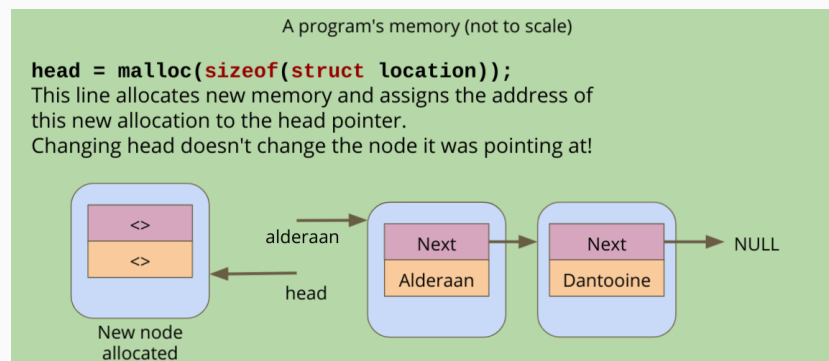 A program's memory (not to scale)
head = malloc(sizeof(struct location));
This line allocates new memory and assigns the address of
this new allocation to the head pointer.
Changing head doesn't change the node it was pointing at!
<>
<>
New node
allocated
alderaan
head
Next
Alderaan
Next
Dantooine
NULL